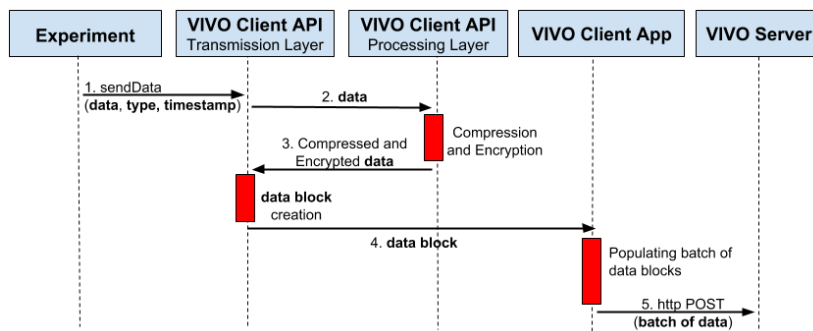 Experiment
VIVO Client API
Transmission Layer
VIVO Client API
Processing Layer
VIVO Client App
VIVO Server
1. sendData
(data, type, timestamp)
2. data
Compression
and Encryption
3. Compressed and
Encrypted data
data block
creation
4. data block
Populating batch of
data blocks
5. http POST
(batch of data)